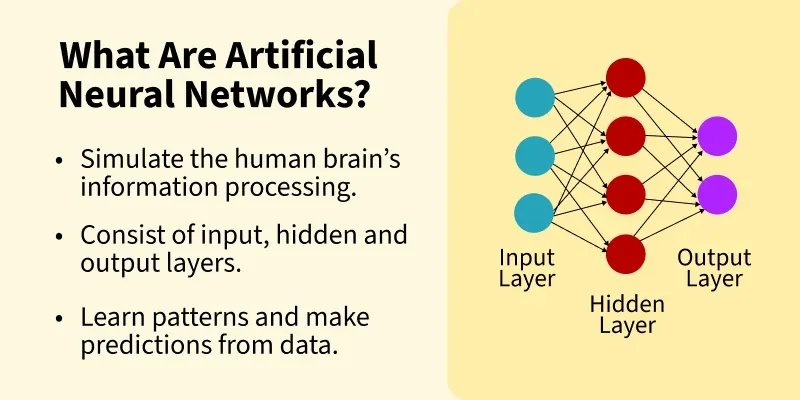 What Are Artificial
Neural Networks?
• Simulate the human brain’s
information processing.
• Consist of input, hidden and
output layers.
• Learn patterns and make
predictions from data.
Input
Layer
Hidden
Layer
Output
Layer